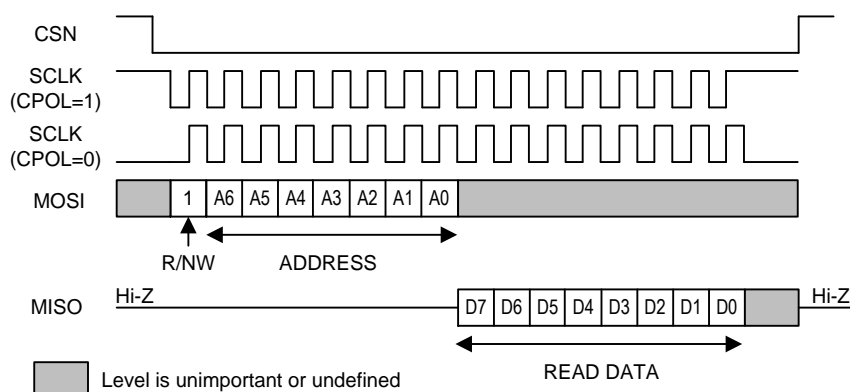 CSN
SCLK
(CPOL=1)
SCLK
(CPOL=0)
MOSI 1 A6 A5 A4 A3 A2 A1 A0
R/NW ADDRESS
MISO Hi-Z D7 D6 D5 D4 D3 D2 D1 D0 Hi-Z
READ DATA
Level is unimportant or undefined